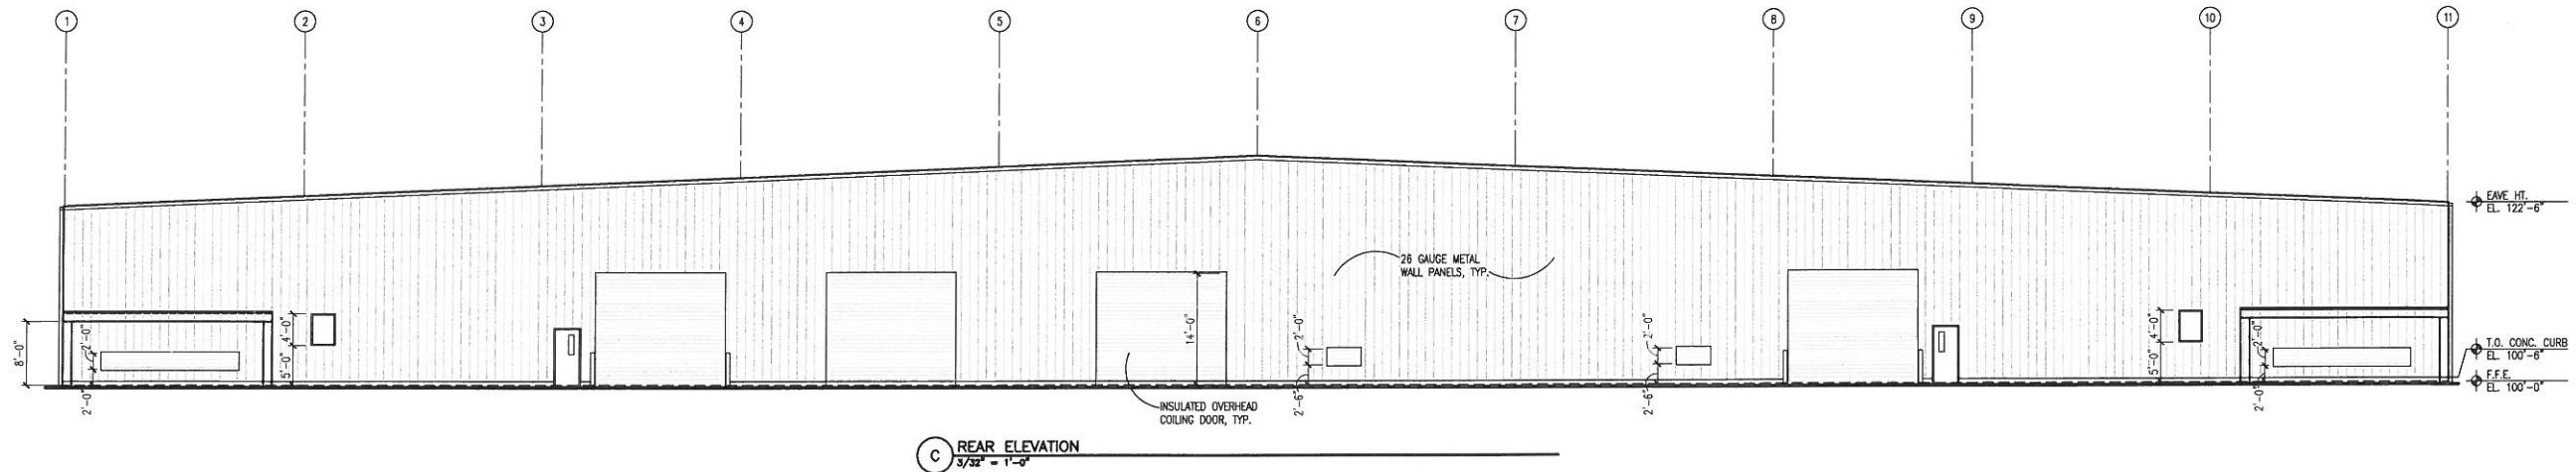 1 2 3 4 5 6 7 8 9 10 11
EAVE HT.
EL. 122'-6"
26 GAUGE METAL
WALL PANELS, TYP.
8'-0"
2'-0"
2'-0"
4'-0"
5'-0"
14'-0"
2'-0"
2'-6"
2'-0"
2'-6"
4'-0"
5'-0"
2'-0"
2'-0"
T.O. CONC. CURB
EL. 100'-6"
F.F.E.
EL. 100'-0"
INSULATED OVERHEAD
COILING DOOR, TYP.
C REAR ELEVATION
3/32" = 1'-0"